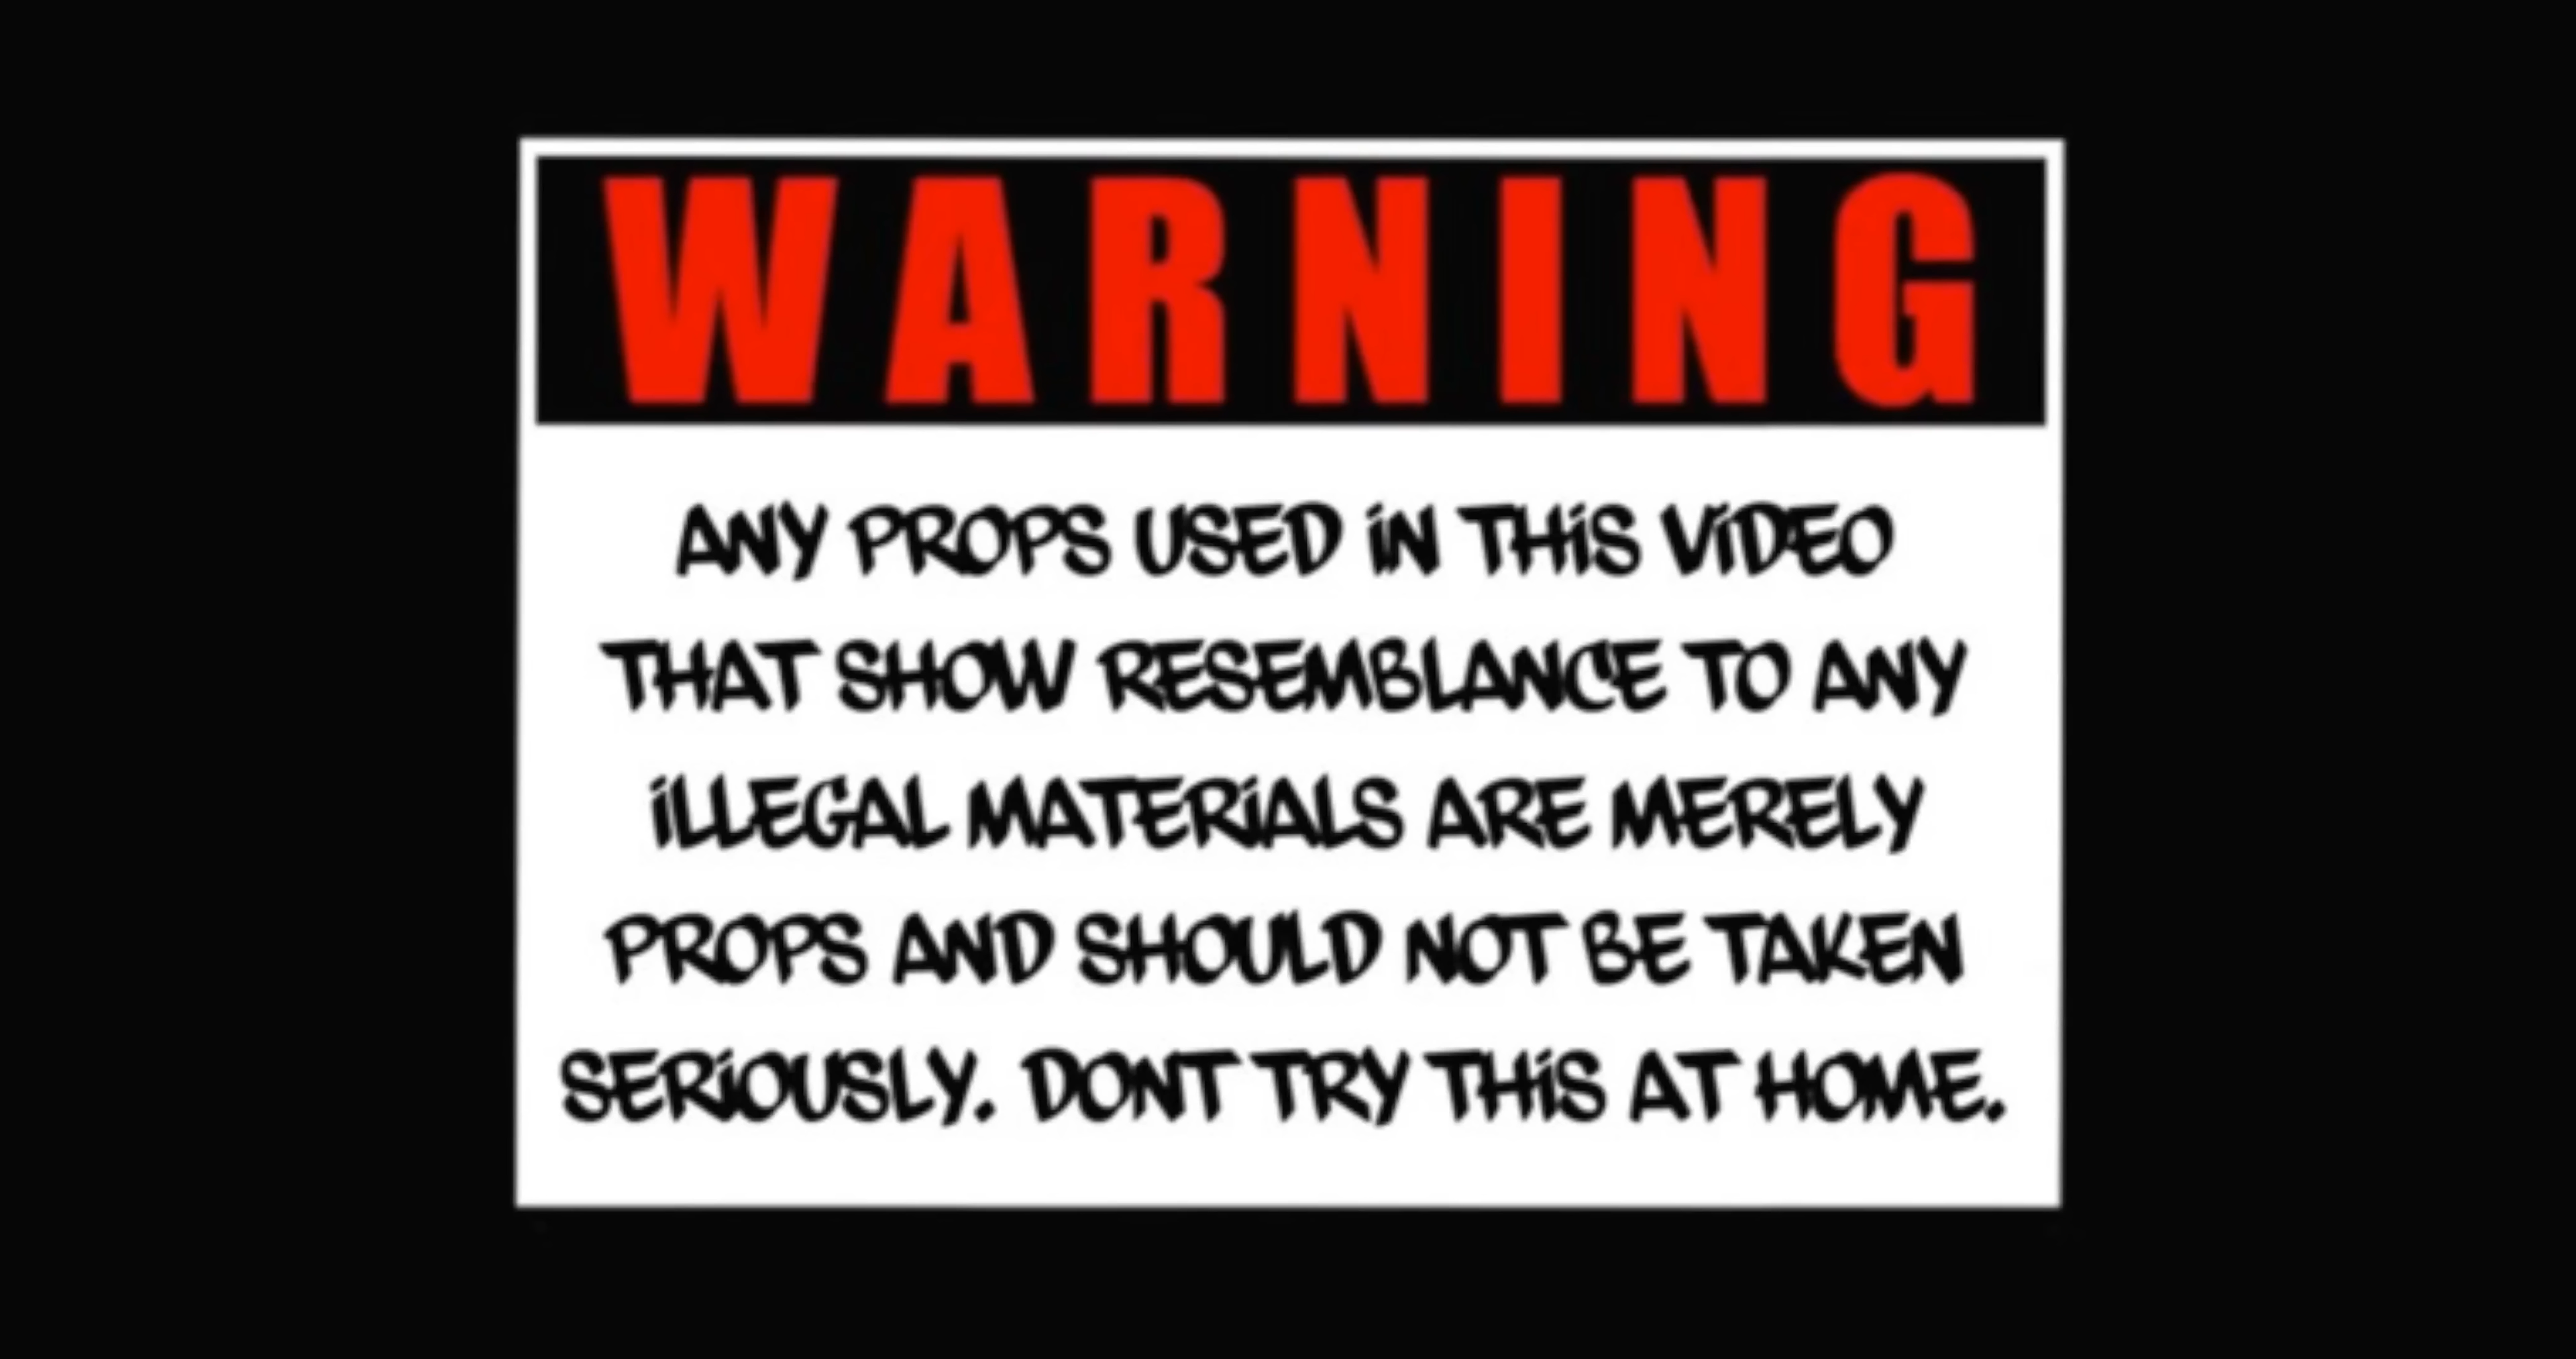 WARNING
ANY PROPS USED iN THiS ViDEO
THAT SHOW RESEMBLANCE TO ANY
iLLEGAL MATERiALS ARE MERELY
PROPS AND SHOULD NOT BE TAKEN
SERiOUSLY. DONT TRY THiS AT HOME.